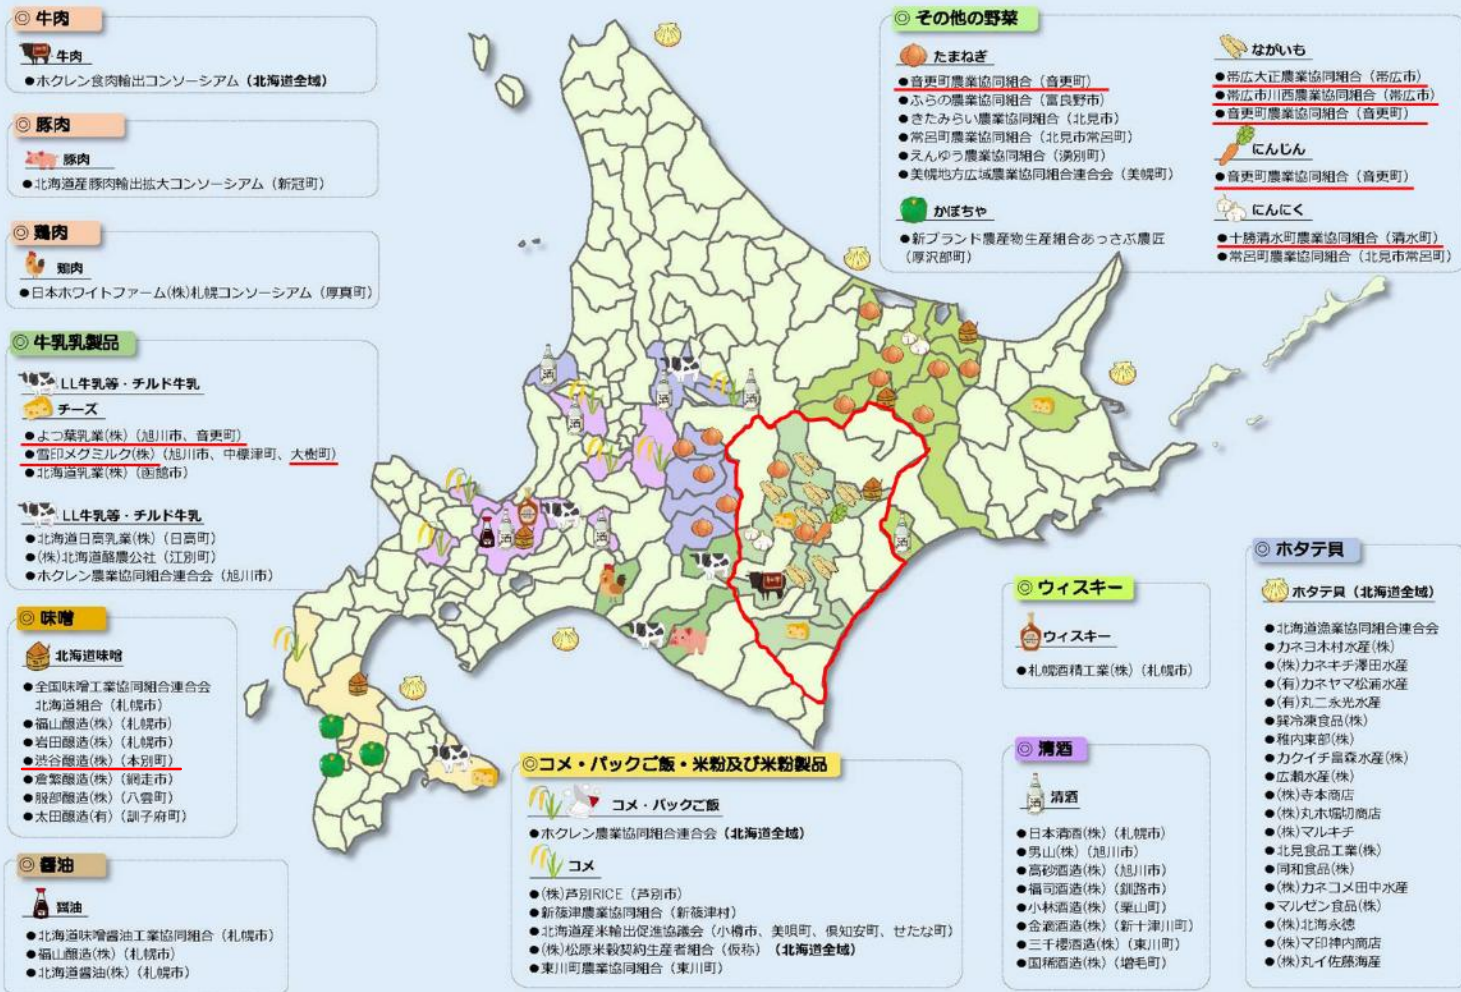 ◎ 牛肉
牛肉
●ホクレン食肉輸出コンソーシアム（北海道全域）
◎ 豚肉
豚肉
●北海道産豚肉輸出拡大コンソーシアム（新冠町）
◎ 鶏肉
鶏肉
●日本ホワイトファーム(株)札幌コンソーシアム（厚真町）
◎ 牛乳乳製品
LL牛乳等・チルド牛乳
チーズ
●よつ葉乳業(株)（旭川市、音更町）
●雪印メグミルク(株)（旭川市、中標津町、大樹町）
●北海道乳業(株)（函館市）
LL牛乳等・チルド牛乳
●北海道日高乳業(株)（日高町）
●(株)北海道酪農公社（江別町）
●ホクレン農業協同組合連合会（旭川市）
◎ 味噌
北海道味噌
●全国味噌工業協同組合連合会
北海道組合（札幌市）
●福山醸造(株)（札幌市）
●岩田醸造(株)（札幌市）
●渋谷醸造(株)（本別町）
●倉繁醸造(株)（網走市）
●服部醸造(株)（八雲町）
●太田醸造(有)（訓子府町）
◎ 醤油
醤油
●北海道味噌醤油工業協同組合（札幌市）
●福山醸造(株)（札幌市）
●北海道醤油(株)（札幌市）
◎ その他の野菜
たまねぎ
●音更町農業協同組合（音更町）
●ふらの農業協同組合（富良野市）
●きたみらい農業協同組合（北見市）
●常呂町農業協同組合（北見市常呂町）
●えんゆう農業協同組合（湧別町）
●美幌地方広域農業協同組合連合会（美幌町）
かぼちゃ
●新ブランド農産物生産組合あっさぶ農匠
（厚沢部町）
ながいも
●帯広大正農業協同組合（帯広市）
●帯広市川西農業協同組合（帯広市）
●音更町農業協同組合（音更町）
にんじん
●音更町農業協同組合（音更町）
にんにく
●十勝清水町農業協同組合（清水町）
●常呂町農業協同組合（北見市常呂町）
酒
酒
酒
酒
酒
酒
酒
◎コメ・パックご飯・米粉及び米粉製品
コメ・パックご飯
●ホクレン農業協同組合連合会（北海道全域）
コメ
●(株)芦別RICE（芦別市）
●新篠津農業協同組合（新篠津村）
●北海道産米輸出促進協議会（小樽市、美唄町、倶知安町、せたな町）
●(株)松原米穀契約生産者組合（仮称）（北海道全域）
●東川町農業協同組合（東川町）
◎ ウィスキー
ウィスキー
●札幌酒精工業(株)（札幌市）
◎ 清酒
清酒
●日本清酒(株)（札幌市）
●男山(株)（旭川市）
●高砂酒造(株)（旭川市）
●福司酒造(株)（釧路市）
●小林酒造(株)（栗山町）
●金滴酒造(株)（新十津川町）
●三千櫻酒造(株)（東川町）
●国稀酒造(株)（増毛町）
◎ ホタテ貝
ホタテ貝（北海道全域）
●北海道漁業協同組合連合会
●カネヨ木村水産(株)
●(株)カネキチ澤田水産
●(有)カネヤマ松浦水産
●(有)丸二永光水産
●巽冷凍食品(株)
●稚内東部(株)
●カクイチ畠森水産(株)
●広瀬水産(株)
●(株)寺本商店
●(株)丸木堀切商店
●(株)マルキチ
●北見食品工業(株)
●同和食品(株)
●(株)カネコメ田中水産
●マルゼン食品(株)
●(株)北海永徳
●(株)マ印神内商店
●(株)丸イ佐藤海産